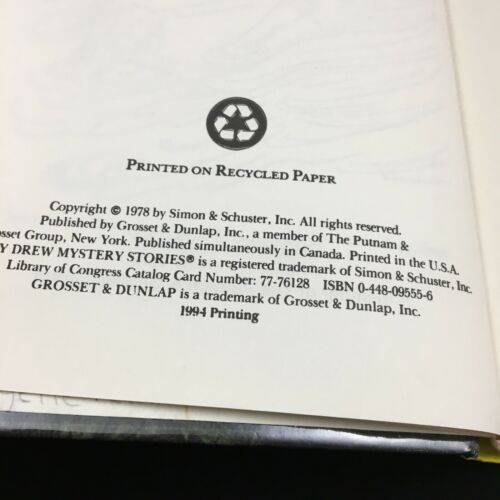 PRINTED ON RECYCLED PAPER
Copyright © 1978 by Simon & Schuster, Inc. All rights reserved.
Published by Grosset & Dunlap, Inc., a member of The Putnam &
sset Group, New York. Published simultaneously in Canada. Printed in the U.S.A.
Y DREW MYSTERY STORIES® is a registered trademark of Simon & Schuster, Inc.
Library of Congress Catalog Card Number: 77-76128 ISBN 0-448-09555-6
GROSSET & DUNLAP is a trademark of Grosset & Dunlap, Inc.
1994 Printing